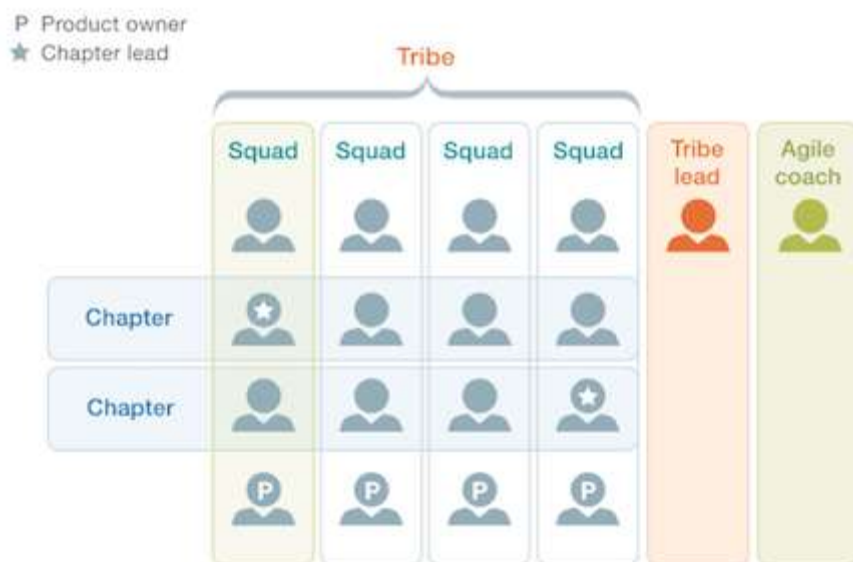 P Product owner
★ Chapter lead
Tribe
Squad Squad Squad Squad Tribe lead Agile coach
Chapter
Chapter
P P P P